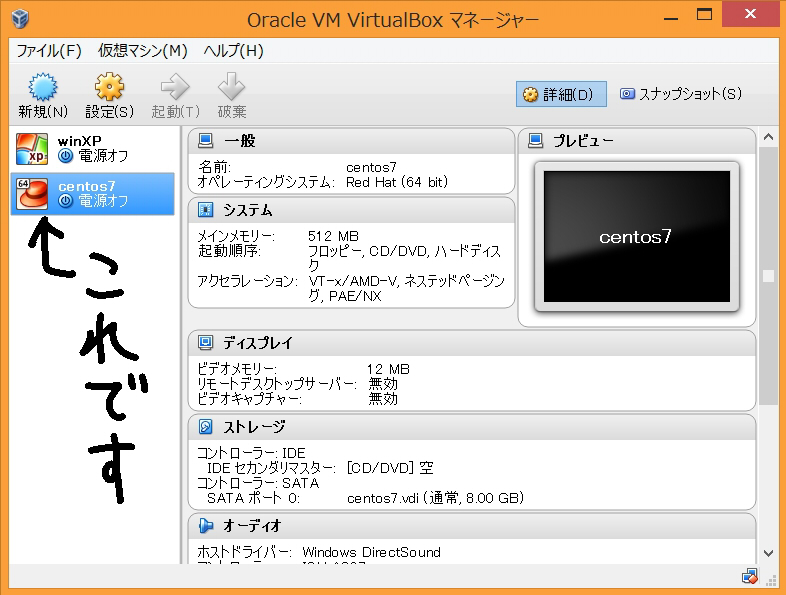 Oracle VM VirtualBox マネージャー
ファイル(F) 仮想マシン(M) ヘルプ(H)
新規(N) 設定(S) 起動(T) 破棄
詳細(D) スナップショット(S)
winXP
電源オフ
64
centos7
電源オフ
これです
一般
名前: centos7
オペレーティングシステム: Red Hat (64 bit)
システム
メインメモリー: 512 MB
起動順序: フロッピー, CD/DVD, ハードディス
ク
アクセラレーション: VT-x/AMD-V, ネステッドページン
グ, PAE/NX
プレビュー
centos7
ディスプレイ
ビデオメモリー: 12 MB
リモートデスクトップサーバー: 無効
ビデオキャプチャー: 無効
ストレージ
コントローラー: IDE
IDE セカンダリマスター: [CD/DVD] 空
コントローラー: SATA
SATA ポート 0: centos7.vdi (通常, 8.00 GB)
オーディオ
ホストドライバー: Windows DirectSound